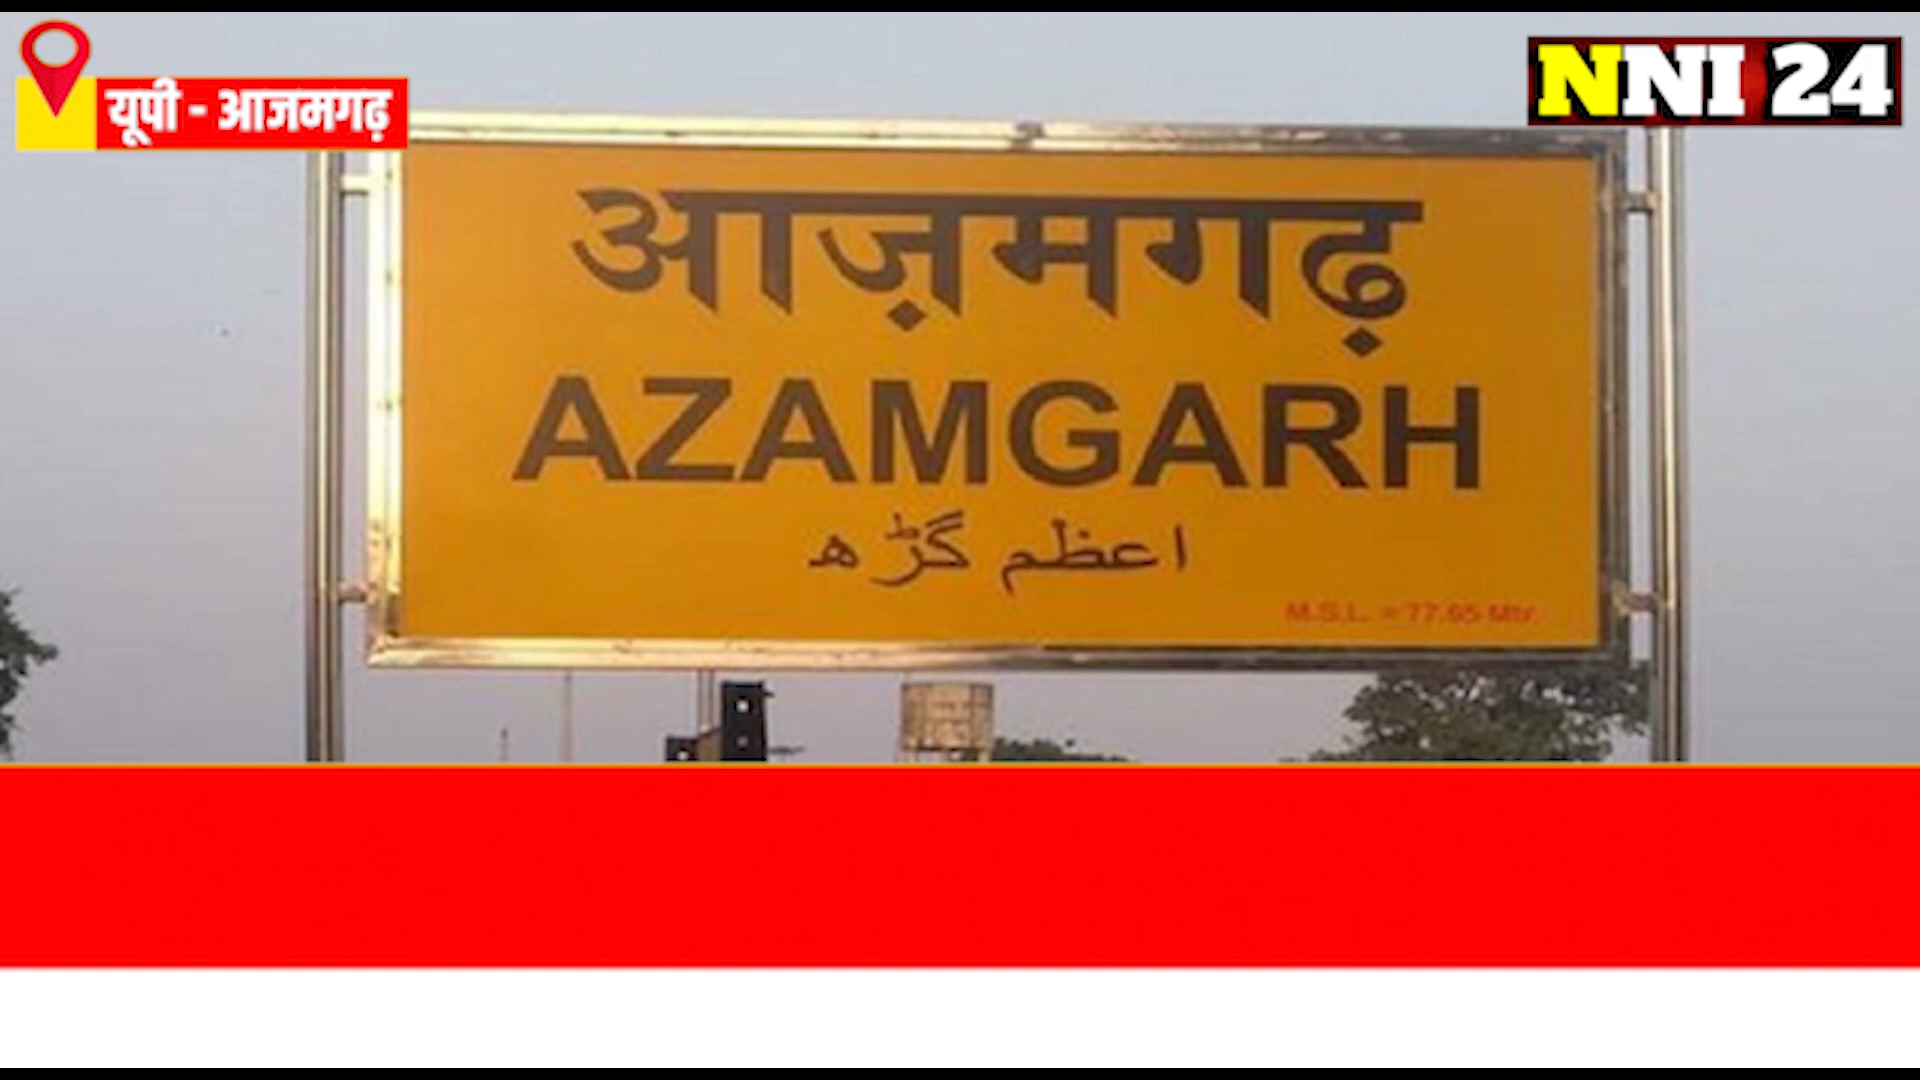 यूपी - आजमगढ़
NNI 24
आज़मगढ़
AZAMGARH
اعظم گڑھ
M.S.L. = 77.65 Mtr.